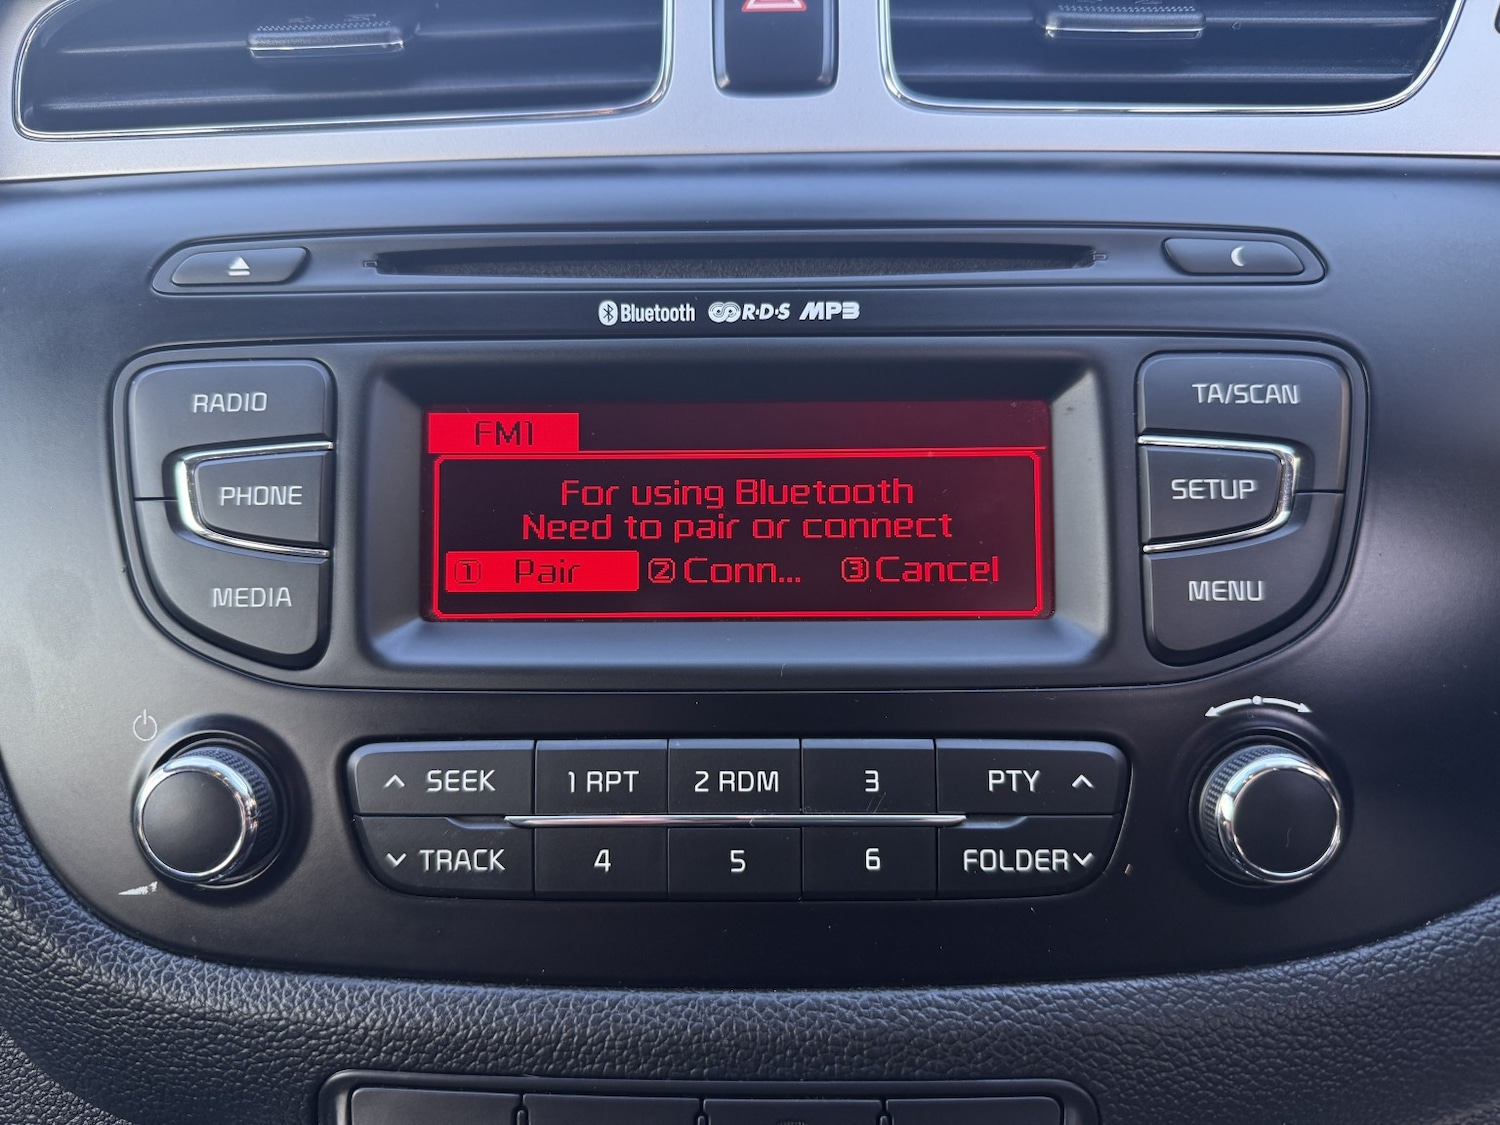 Bluetooth R·D·S MP3
RADIO
PHONE
MEDIA
FM1
For using Bluetooth
Need to pair or connect
1 Pair 2 Conn... 3 Cancel
TA/SCAN
SETUP
MENU
SEEK 1 RPT 2 RDM 3 PTY
TRACK 4 5 6 FOLDER